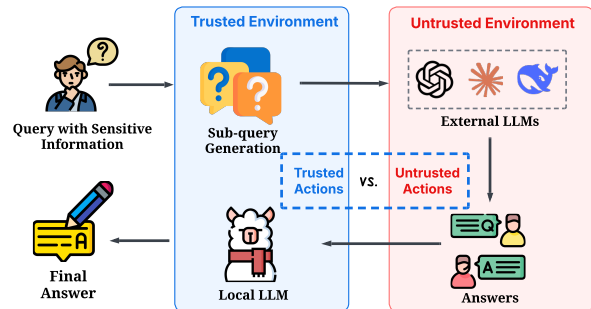 Trusted Environment
Untrusted Environment
?
? ?
Query with Sensitive
Information
Sub-query
Generation
External LLMs
Trusted
Actions
vs.
Untrusted
Actions
A
Final
Answer
Local LLM
Q
A
Answers